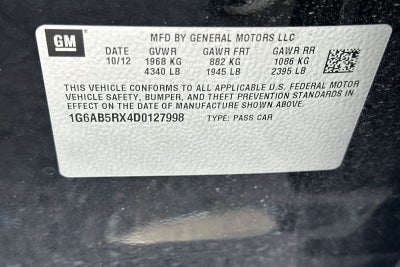 GM
MFD BY GENERAL MOTORS LLC
DATE GVWR GAWR FRT GAWR RR
10/12 1968 KG 882 KG 1086 KG
4340 LB 1945 LB 2395 LB
THIS VEHICLE CONFORMS TO ALL APPLICABLE U.S. FEDERAL MOTOR
VEHICLE SAFETY, BUMPER, AND THEFT PREVENTION STANDARDS IN
EFFECT ON THE DATE OF MANUFACTURE SHOWN ABOVE.
1G6AB5RX4D0127998 TYPE: PASS CAR